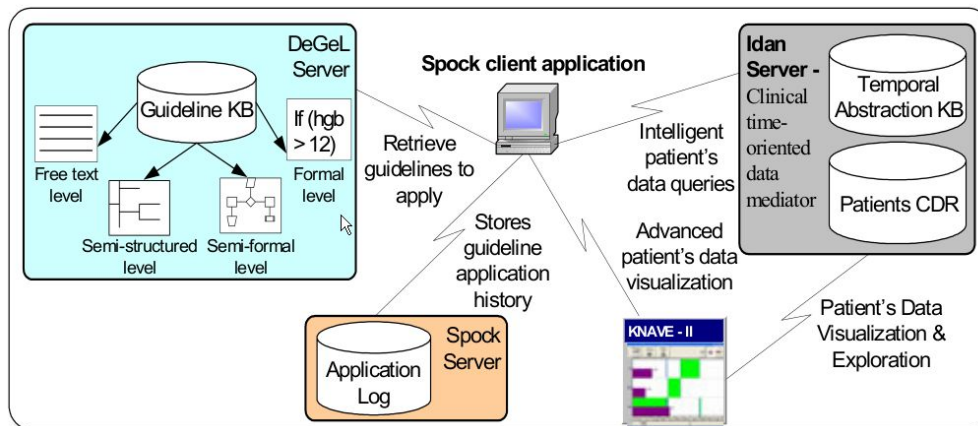 DeGeL
Server
Guideline KB
If (hgb
> 12)
Free text
level
Formal
level
Semi-structured
level
Semi-formal
level
Spock client application
Retrieve
guidelines to
apply
Stores
guideline
application
history
Intelligent
patient's
data queries
Advanced
patient's data
visualization
Idan
Server -
Clinical
time-
oriented
data
mediator
Temporal
Abstraction KB
Patients CDR
Spock
Server
Application
Log
KNAVE - II
Patient's Data
Visualization &
Exploration